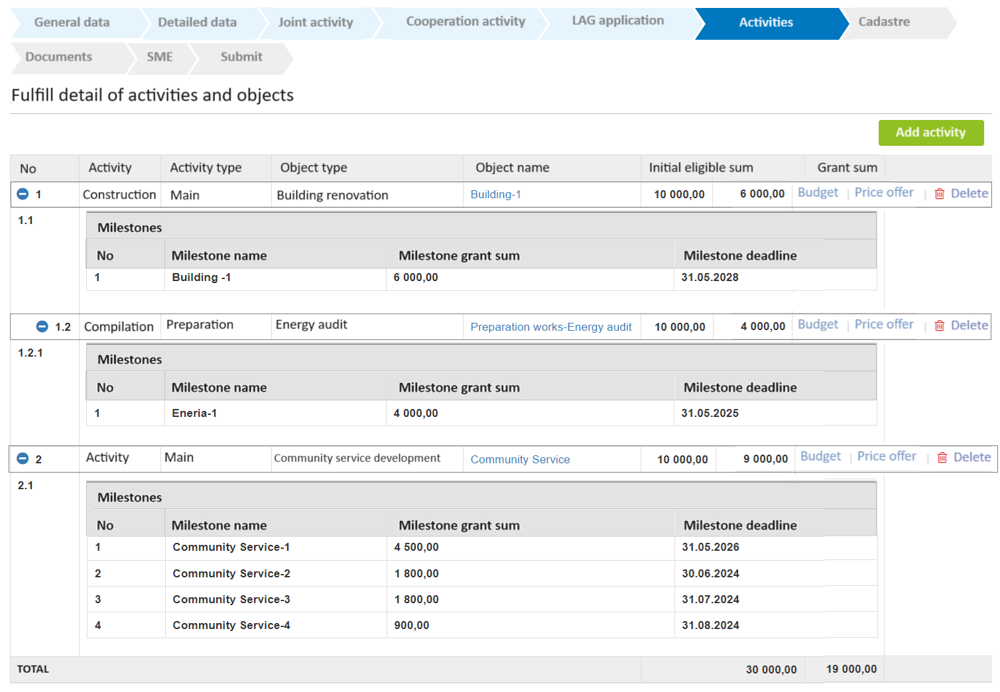 General data Detailed data Joint activity Cooperation activity LAG application Activities Cadastre
Documents SME Submit
Fulfill detail of activities and objects
Add activity
No Activity Activity type Object type Object name Initial eligible sum Grant sum
1 Construction Main Building renovation Building-1 10 000,00 6 000,00 Budget | Price offer | Delete
1.1 Milestones
No Milestone name Milestone grant sum Milestone deadline
1 Building -1 6 000,00 31.05.2028
1.2 Compilation Preparation Energy audit Preparation works-Energy audit 10 000,00 4 000,00 Budget | Price offer | Delete
1.2.1 Milestones
No Milestone name Milestone grant sum Milestone deadline
1 Eneria-1 4 000,00 31.05.2025
2 Activity Main Community service development Community Service 10 000,00 9 000,00 Budget | Price offer | Delete
2.1 Milestones
No Milestone name Milestone grant sum Milestone deadline
1 Community Service-1 4 500,00 31.05.2026
2 Community Service-2 1 800,00 30.06.2024
3 Community Service-3 1 800,00 31.07.2024
4 Community Service-4 900,00 31.08.2024
TOTAL 30 000,00 19 000,00